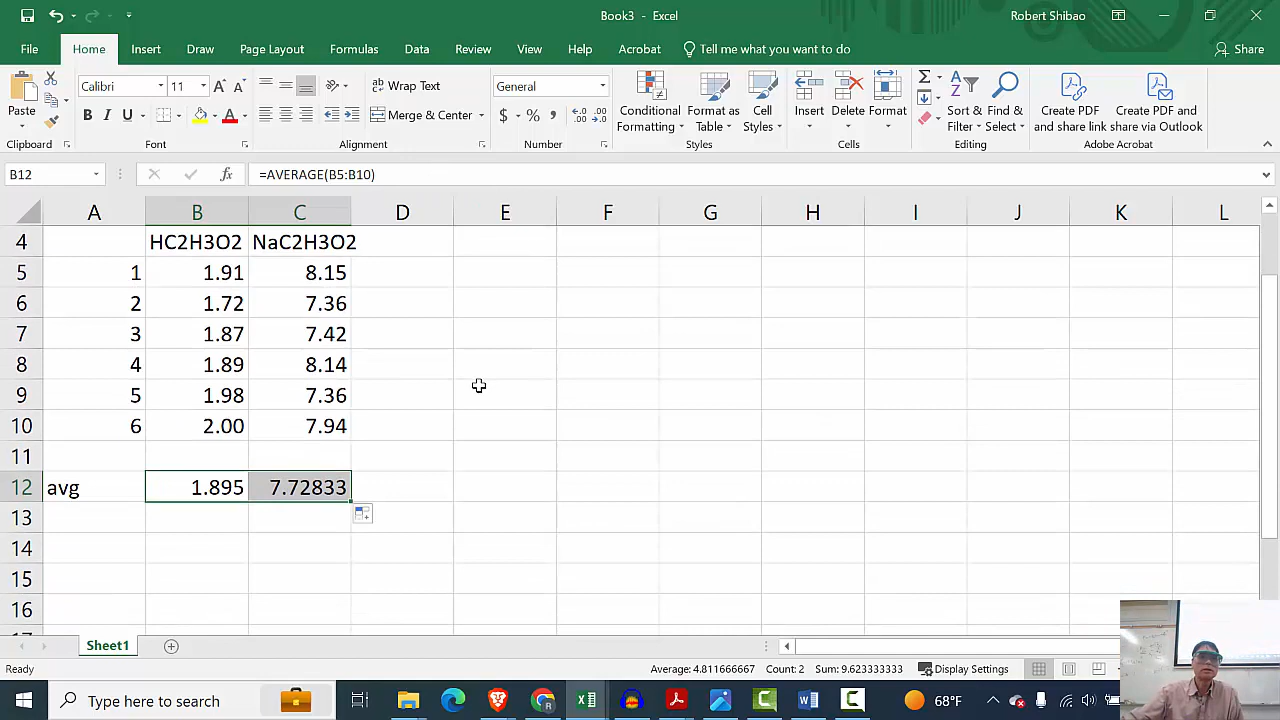 Book3 - Excel
Robert Shibao
File Home Insert Draw Page Layout Formulas Data Review View Help Acrobat Tell me what you want to do Share
Paste
Clipboard
Calibri 11
B I U
Font
Wrap Text
Merge & Center
Alignment
General
$ % ,
Number
Conditional Formatting
Format as Table
Cell Styles
Styles
Insert Delete Format
Cells
Sort & Filter
Find & Select
Editing
Create PDF and share link
Create PDF and share via Outlook
Adobe Acrobat
B12 fx =AVERAGE(B5:B10)
A B C D E F G H I J K L
4 HC2H3O2 NaC2H3O2
5 1 1.91 8.15
6 2 1.72 7.36
7 3 1.87 7.42
8 4 1.89 8.14
9 5 1.98 7.36
10 6 2.00 7.94
11
12 avg 1.895 7.72833
13
14
15
16
Sheet1
Ready Average: 4.811666667 Count: 2 Sum: 9.623333333 Display Settings
Type here to search 68°F